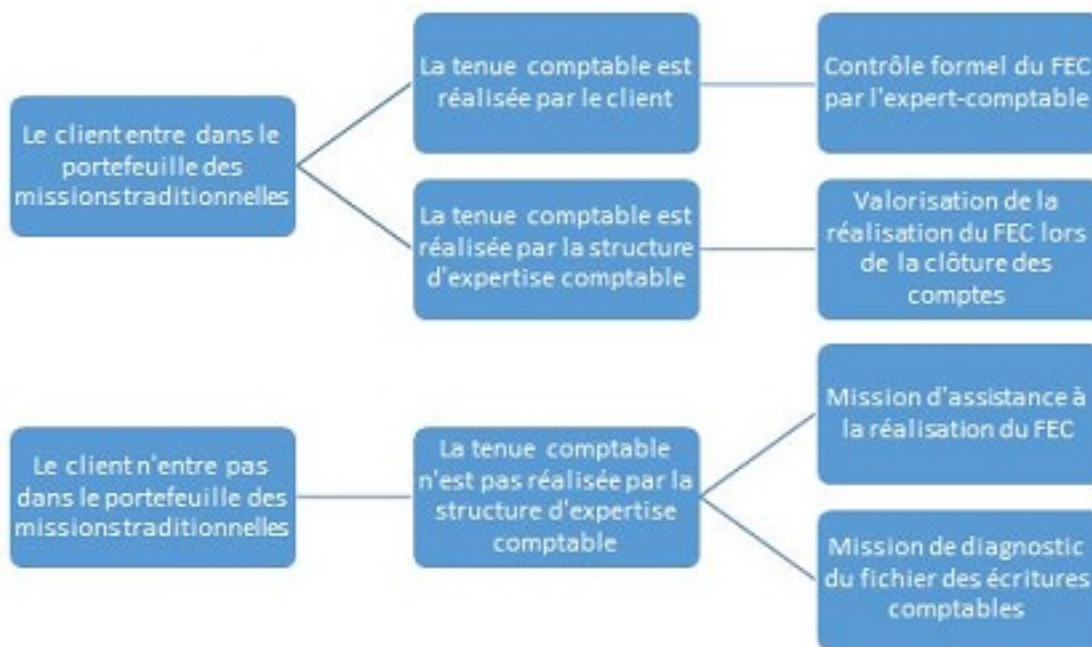 Le client entre dans le
portefeuille des
missions traditionnelles
La tenue comptable est
réalisée par le client
Contrôle formel du FEC
par l'expert-comptable
La tenue comptable est
réalisée par la structure
d'expertise comptable
Valorisation de la
réalisation du FEC lors
de la clôture des
comptes
Le client n'entre pas
dans le portefeuille des
missions traditionnelles
La tenue comptable
n'est pas réalisée par la
structure d'expertise
comptable
Mission d'assistance à
la réalisation du FEC
Mission de diagnostic
du fichier des écritures
comptables